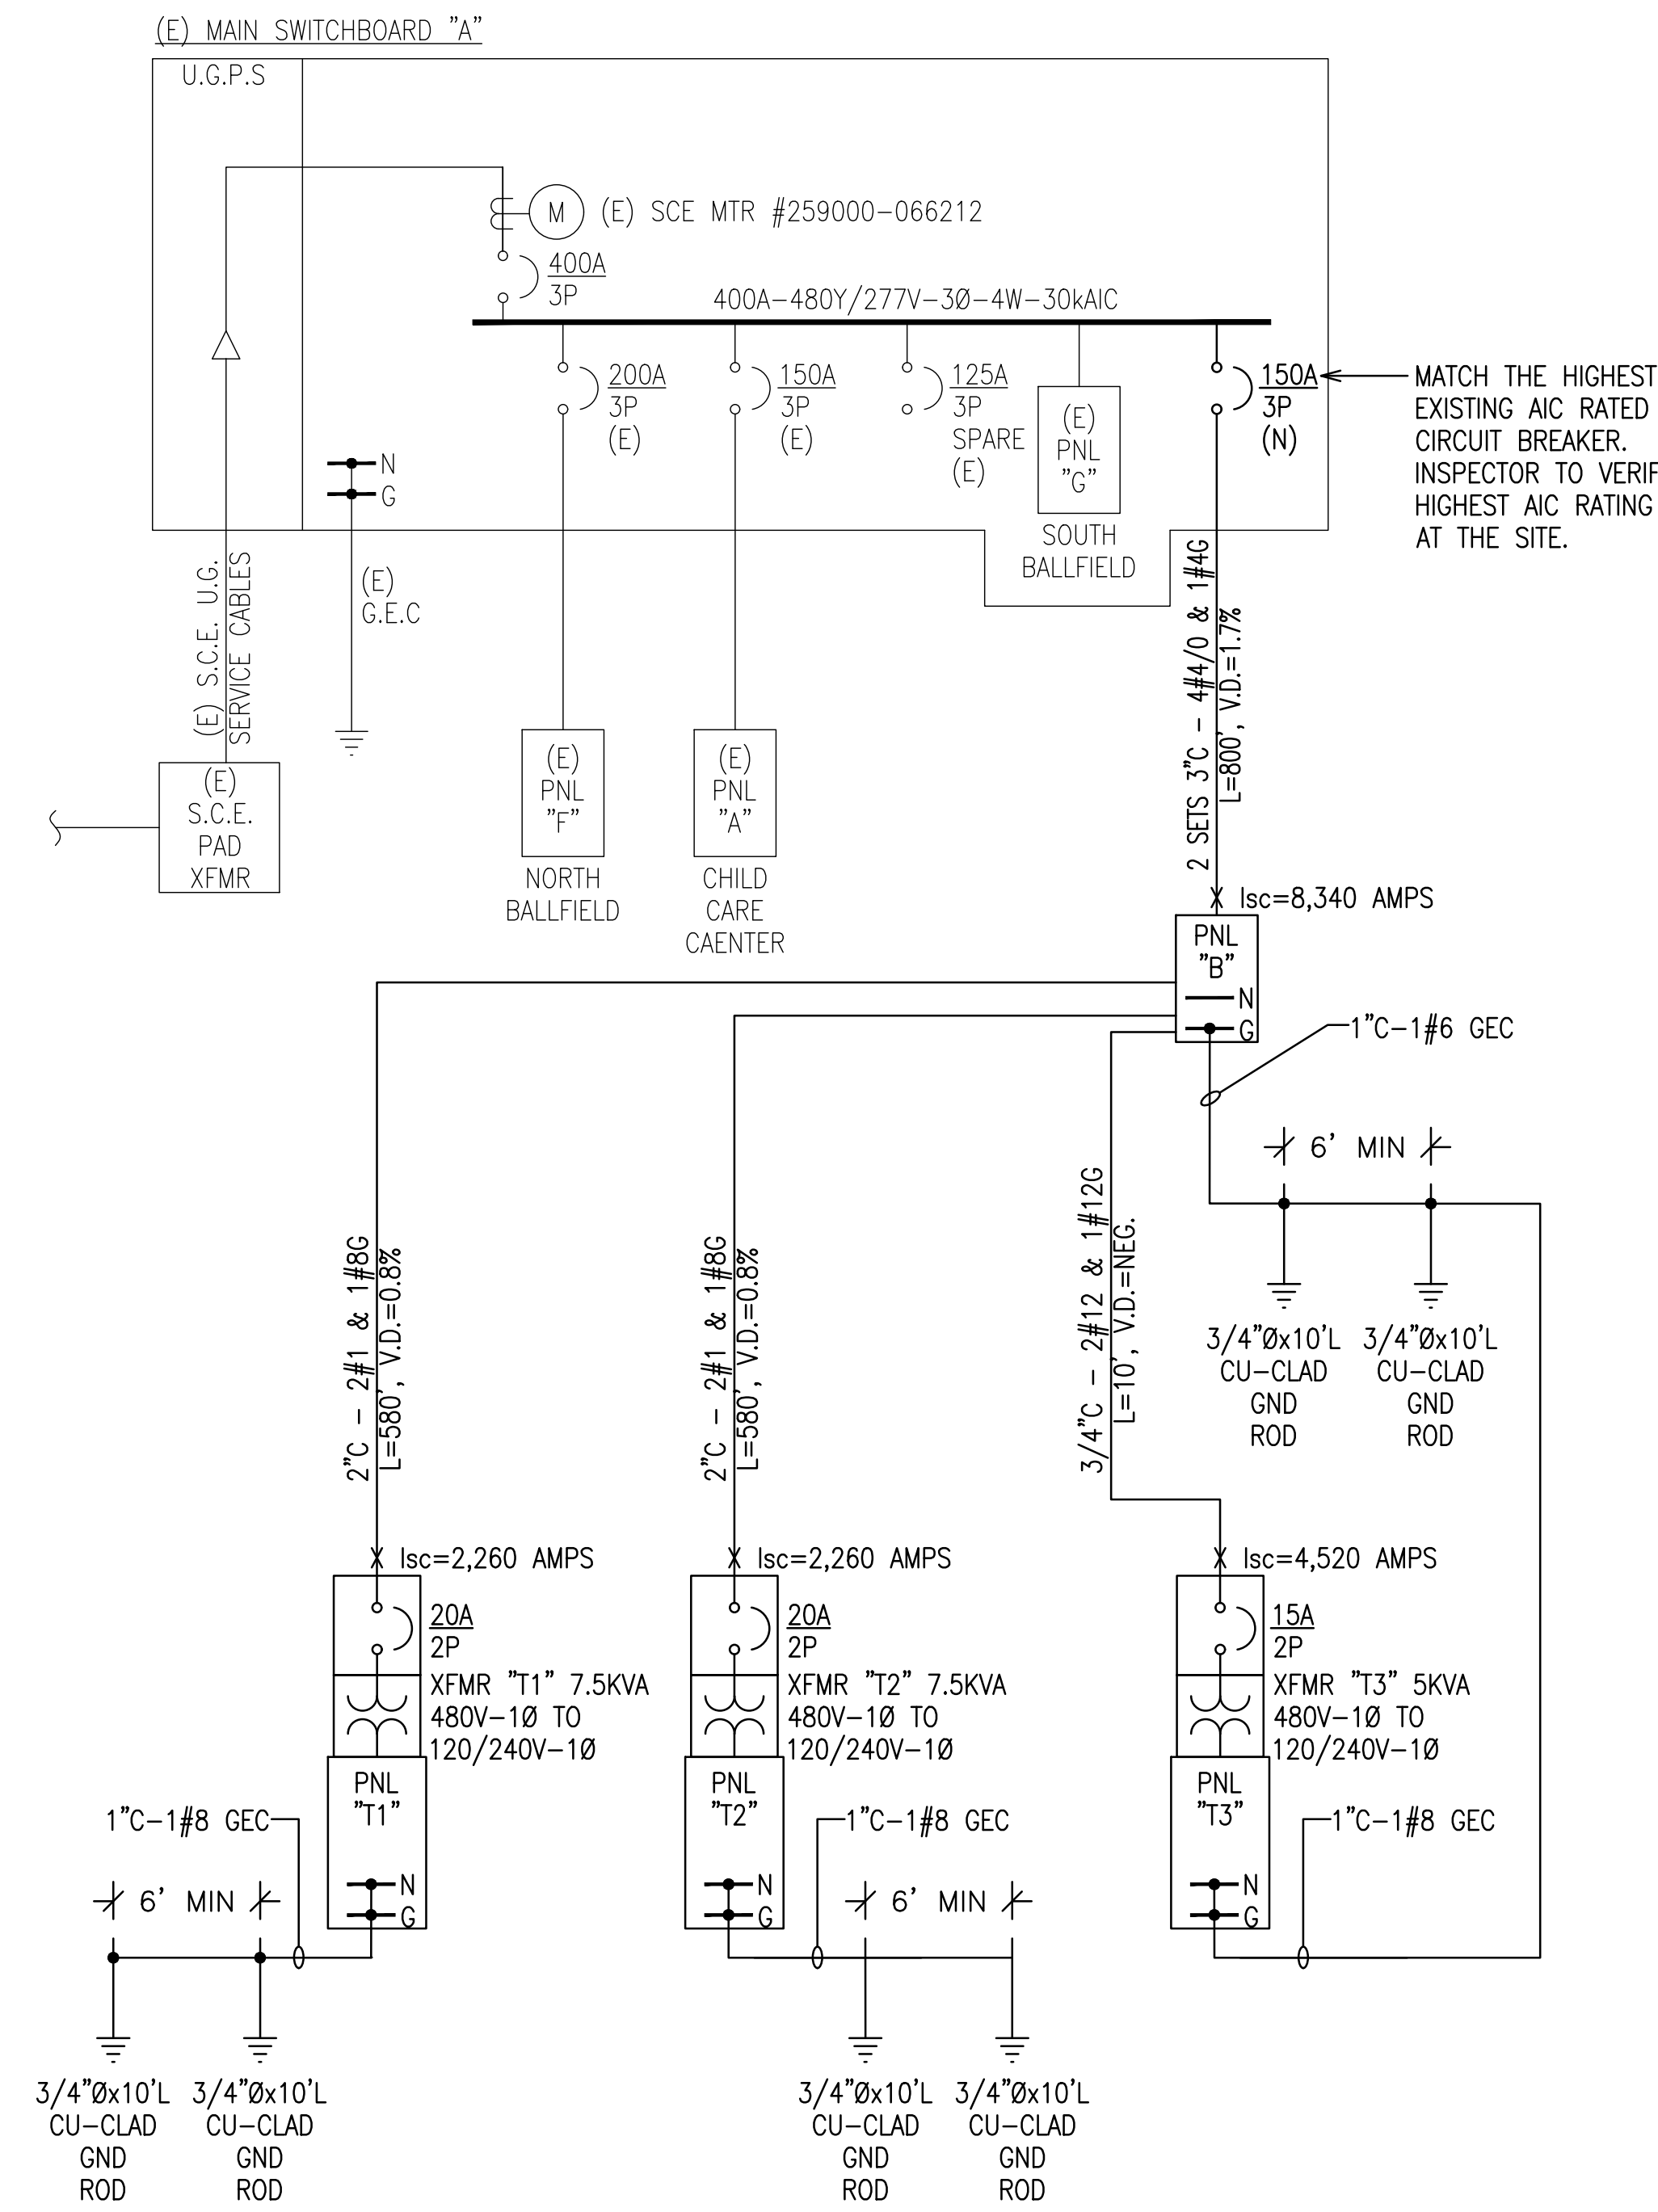 (E) MAIN SWITCHBOARD "A"
U.G.P.S
M
(E) SCE MTR #259000-066212
400A
3P
400A-480Y/277V-3Ø-4W-30kAIC
200A
3P
(E)
150A
3P
(E)
125A
3P
SPARE
(E)
(E)
PNL
"G"
SOUTH
BALLFIELD
150A
3P
(N)
MATCH THE HIGHEST
EXISTING AIC RATED
CIRCUIT BREAKER.
INSPECTOR TO VERIF
HIGHEST AIC RATING
AT THE SITE.
N
G
(E)
G.E.C
(E) S.C.E. U.G.
SERVICE CABLES
(E)
S.C.E.
PAD
XFMR
(E)
PNL
"F"
NORTH
BALLFIELD
(E)
PNL
"A"
CHILD
CARE
CAENTER
2 SETS 3"C - 4#4/0 & 1#4G
L=800', V.D.=1.7%
Isc=8,340 AMPS
PNL
"B"
N
G
1"C-1#6 GEC
6' MIN
3/4"Øx10'L
CU-CLAD
GND
ROD
3/4"Øx10'L
CU-CLAD
GND
ROD
2"C - 2#1 & 1#8G
L=580', V.D.=0.8%
2"C - 2#1 & 1#8G
L=580', V.D.=0.8%
3/4"C - 2#12 & 1#12G
L=10', V.D.=NEG.
Isc=2,260 AMPS
20A
2P
XFMR "T1" 7.5KVA
480V-1Ø TO
120/240V-1Ø
PNL
"T1"
N
G
1"C-1#8 GEC
6' MIN
3/4"Øx10'L
CU-CLAD
GND
ROD
3/4"Øx10'L
CU-CLAD
GND
ROD
Isc=2,260 AMPS
20A
2P
XFMR "T2" 7.5KVA
480V-1Ø TO
120/240V-1Ø
PNL
"T2"
N
G
1"C-1#8 GEC
6' MIN
3/4"Øx10'L
CU-CLAD
GND
ROD
3/4"Øx10'L
CU-CLAD
GND
ROD
Isc=4,520 AMPS
15A
2P
XFMR "T3" 5KVA
480V-1Ø TO
120/240V-1Ø
PNL
"T3"
N
G
1"C-1#8 GEC